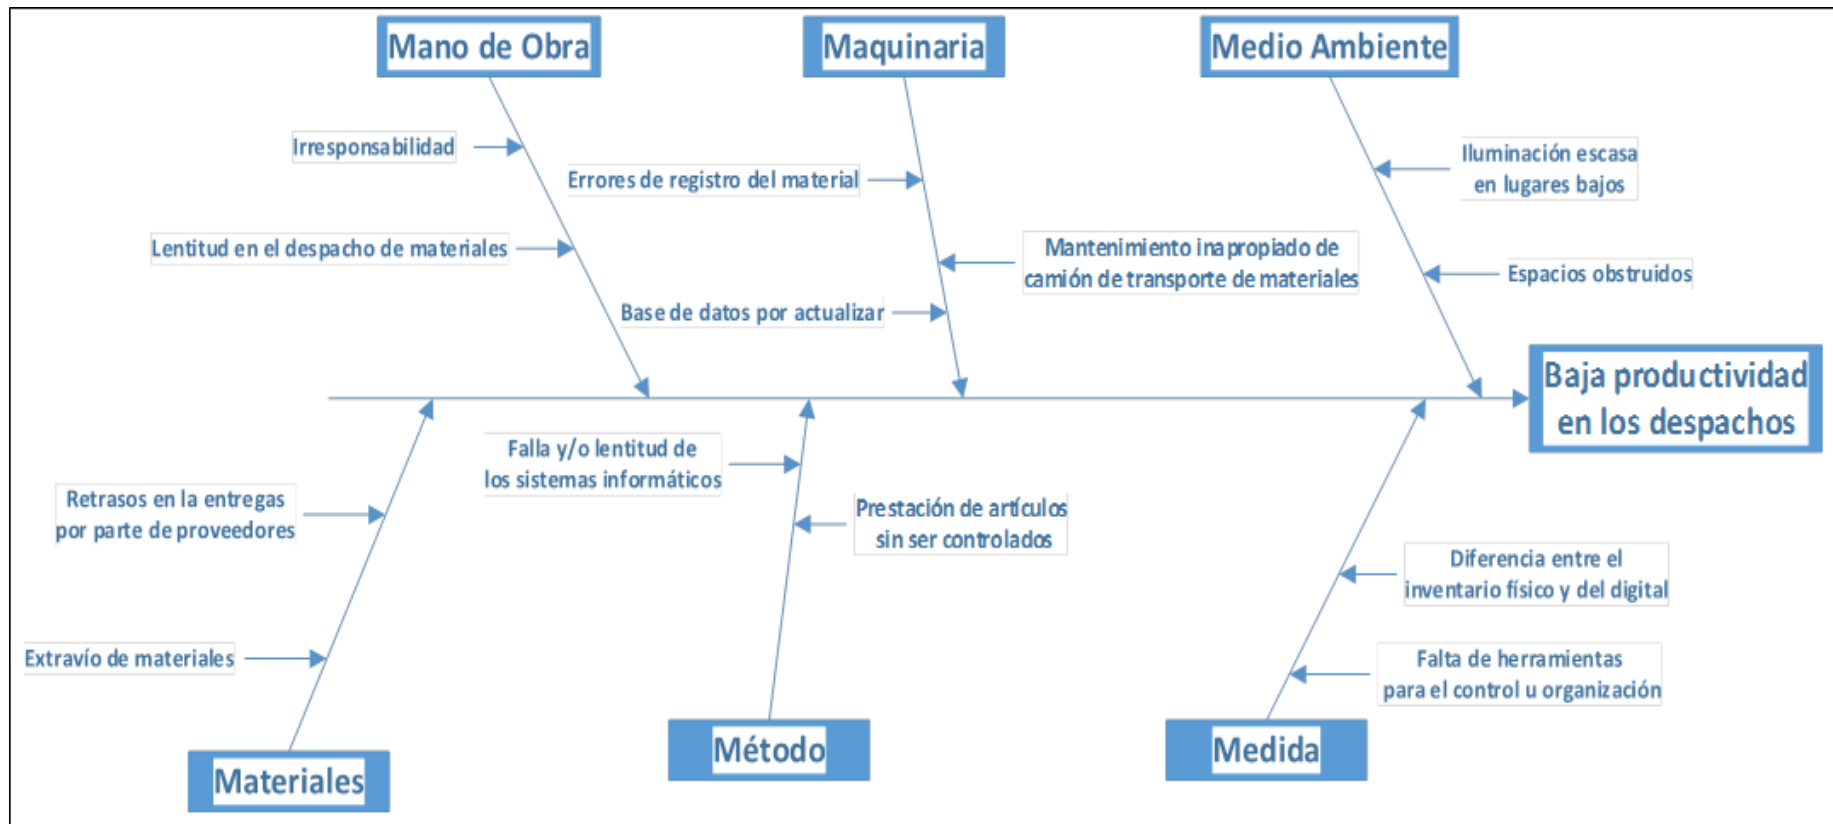 Mano de Obra
Maquinaria
Medio Ambiente
Irresponsabilidad
Errores de registro del material
Iluminación escasa
en lugares bajos
Lentitud en el despacho de materiales
Mantenimiento inapropiado de
camión de transporte de materiales
Espacios obstruidos
Base de datos por actualizar
Baja productividad
en los despachos
Falla y/o lentitud de
los sistemas informáticos
Retrasos en la entregas
por parte de proveedores
Prestación de artículos
sin ser controlados
Diferencia entre el
inventario físico y del digital
Extravío de materiales
Falta de herramientas
para el control u organización
Materiales
Método
Medida